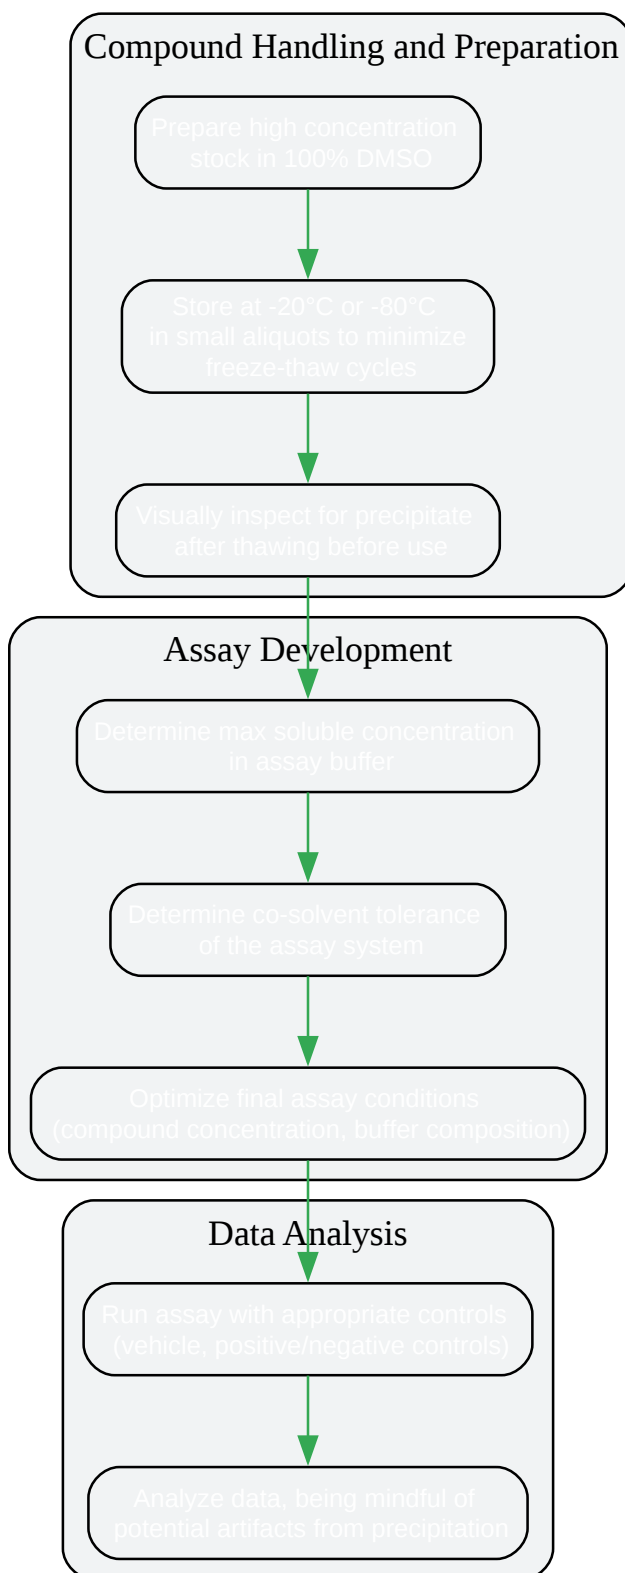 Compound Handling and Preparation
Prepare high concentration
stock in 100% DMSO
Store at -20°C or -80°C
in small aliquots to minimize
freeze-thaw cycles
Visually inspect for precipitate
after thawing before use
Assay Development
Determine max soluble concentration
in assay buffer
Determine co-solvent tolerance
of the assay system
Optimize final assay conditions
(compound concentration, buffer composition)
Data Analysis
Run assay with appropriate controls
(vehicle, positive/negative controls)
Analyze data, being mindful of
potential artifacts from precipitation